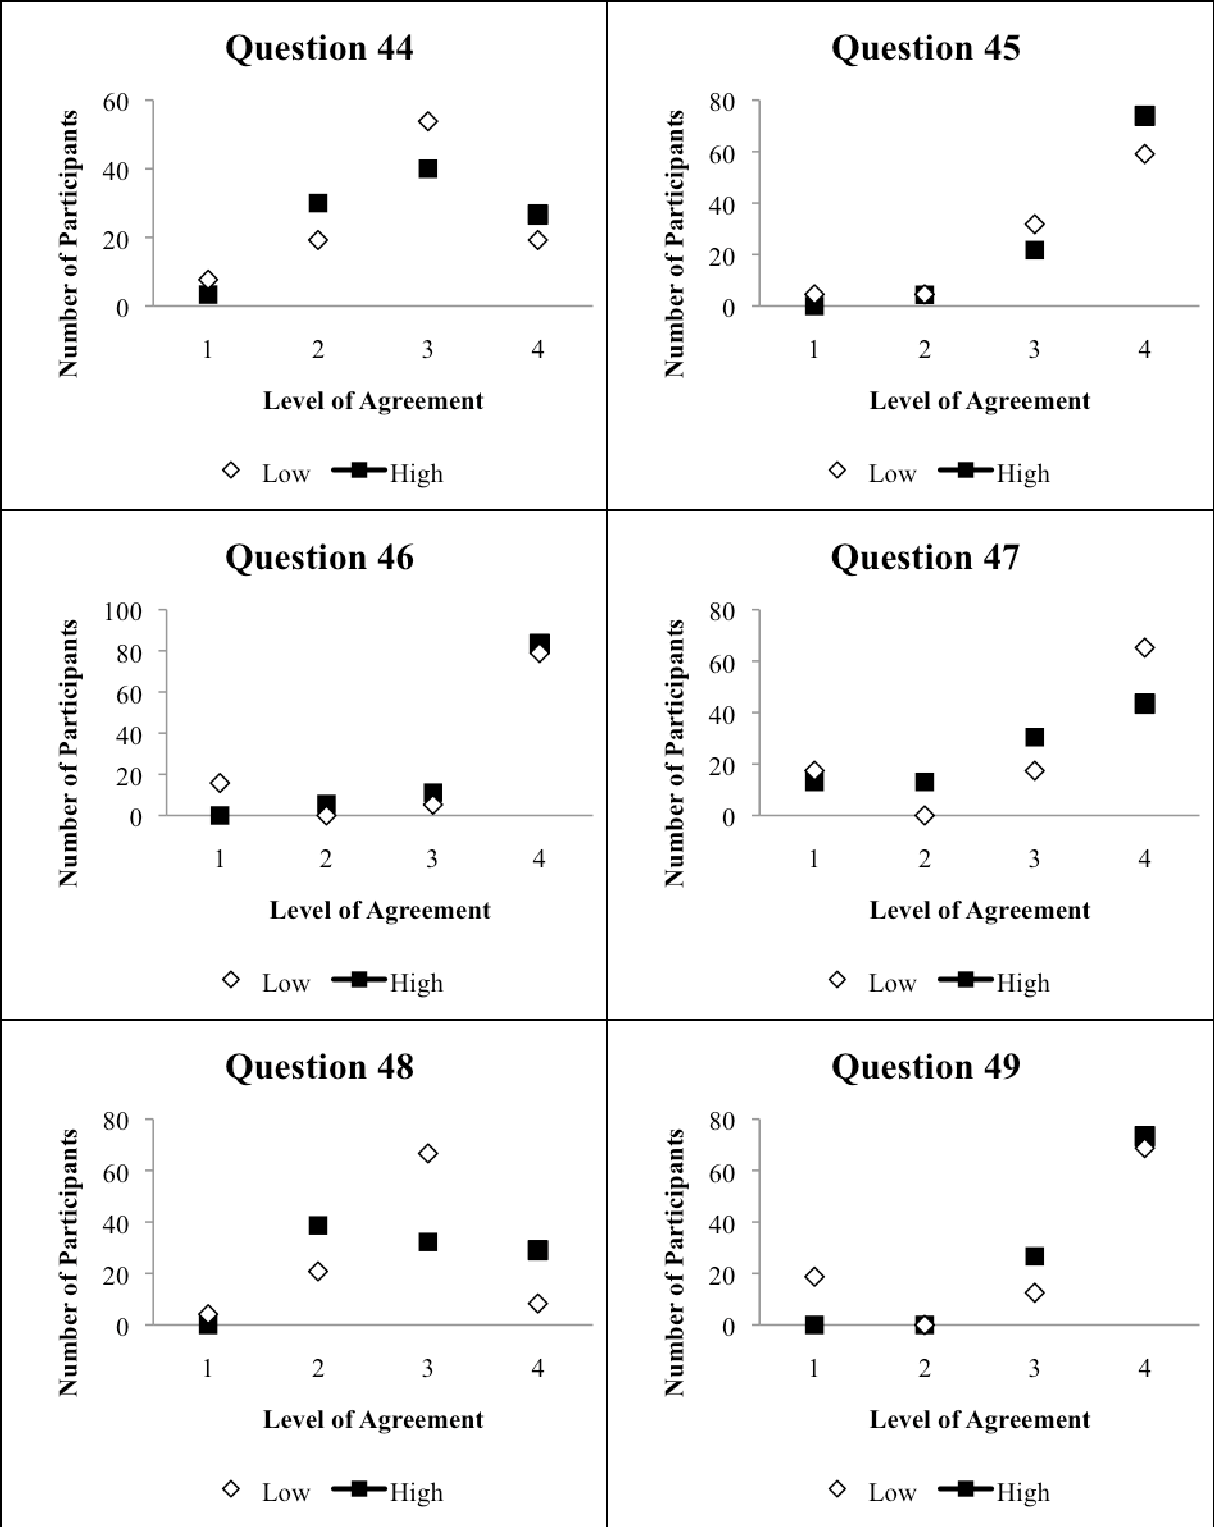 Question 44
Number of Participants
60
40
20
0
1 2 3 4
Level of Agreement
Low High
Question 45
Number of Participants
80
60
40
20
0
1 2 3 4
Level of Agreement
Low High
Question 46
Number of Participants
100
80
60
40
20
0
1 2 3 4
Level of Agreement
Low High
Question 47
Number of Participants
80
60
40
20
0
1 2 3 4
Level of Agreement
Low High
Question 48
Number of Participants
80
60
40
20
0
1 2 3 4
Level of Agreement
Low High
Question 49
Number of Participants
80
60
40
20
0
1 2 3 4
Level of Agreement
Low High